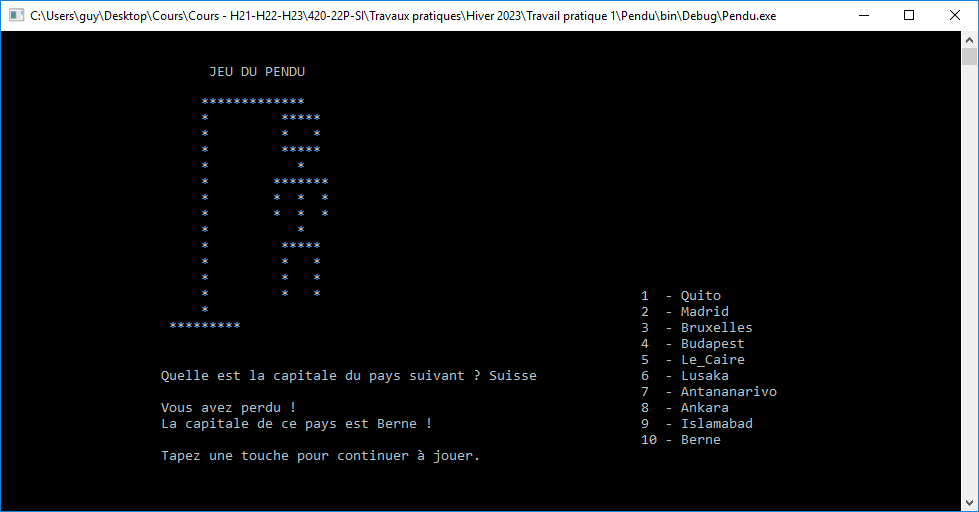 C:\Users\guy\Desktop\Cours\Cours - H21-H22-H23\420-22P-SI\Travaux pratiques\Hiver 2023\Travail pratique 1\Pendu\bin\Debug\Pendu.exe
JEU DU PENDU
*************
* *****
* * *
* *****
* *
* *******
* * * *
* * * *
* *
* *****
* * *
* * *
* * *
*
*********
Quelle est la capitale du pays suivant ? Suisse
Vous avez perdu !
La capitale de ce pays est Berne !
Tapez une touche pour continuer à jouer.
1 - Quito
2 - Madrid
3 - Bruxelles
4 - Budapest
5 - Le_Caire
6 - Lusaka
7 - Antananarivo
8 - Ankara
9 - Islamabad
10 - Berne